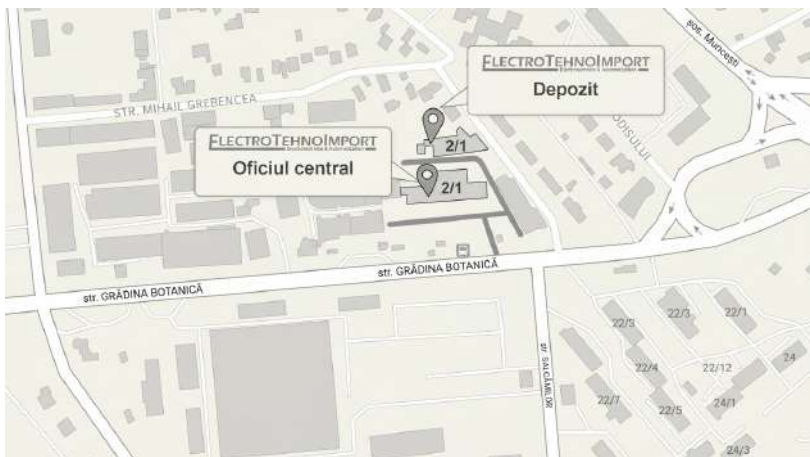 șos. Muncești
ELECTROTEHNOIMPORT
Depozit
STR. MIHAIL GREBENCEA
ODISULUI
2/1
ELECTROTEHNOIMPORT
Oficiul central
2/1
str. GRĂDINA BOTANICĂ
str. GRĂDINA BOTANICĂ
str. SALCÂMILOR
22/3
22/3
22/1
22/4
22/12
24
22/7
22/5
24/1
24/3